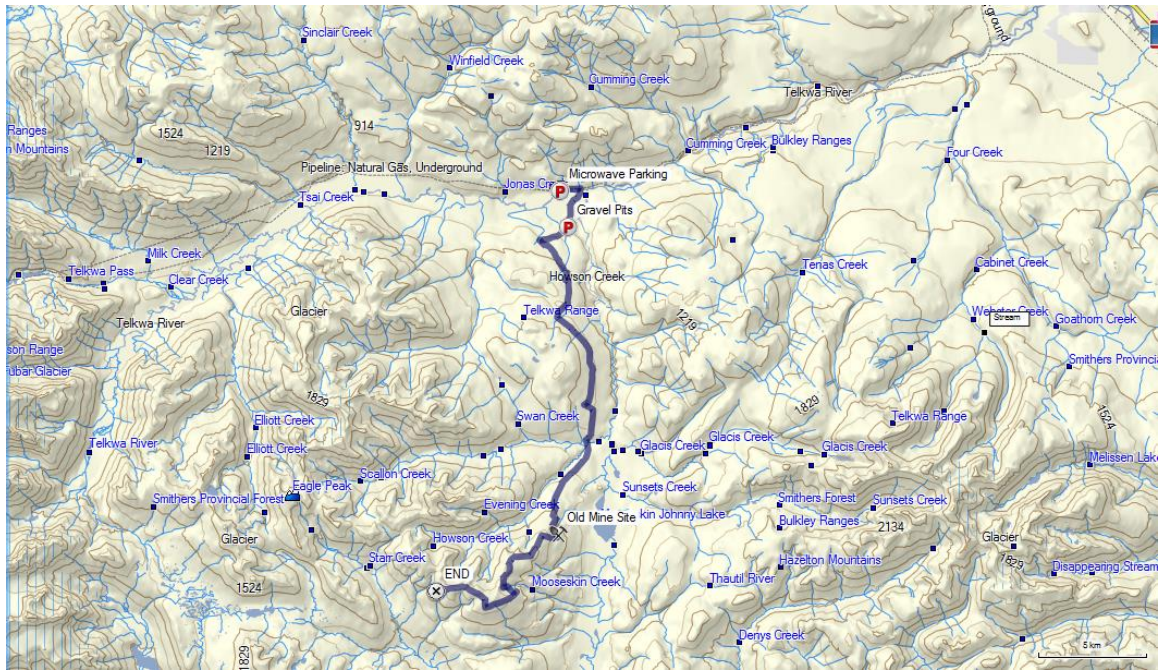 Sinclair Creek
ground
Winfield Creek
Cumming Creek
Telkwa River
914
1524
Ranges
n Mountains
1219
Cumming Creek
Bulkley Ranges
Four Creek
Pipeline: Natural Gas, Underground
Microwave Parking
Jonas Cre
P
Tsai Creek
Gravel Pits
P
Milk Creek
Telkwa Pass
Clear Creek
Howson Creek
Tenas Creek
Cabinet Creek
Glacier
Telkwa Range
1219
Webster Creek
Stream
Goathorn Creek
Telkwa River
son Range
ubar Glacier
Smithers Provincia
1829
1829
1524
Elliott Creek
Swan Creek
Telkwa Range
Telkwa River
Elliott Creek
Glacis Creek
Glacis Creek
Glacis Creek
Melissen Lake
Scallon Creek
Eagle Peak
Smithers Provincial Forest
Sunsets Creek
Smithers Forest
Sunsets Creek
Evening Creek
Old Mine Site
kin Johnny Lake
Bulkley Ranges
2134
Glacier
Howson Creek
Glacier
Starr Creek
END
Hazelton Mountains
1829
Disappearing Stream
1524
Mooseskin Creek
Thautil River
Denys Creek
1829
5 km